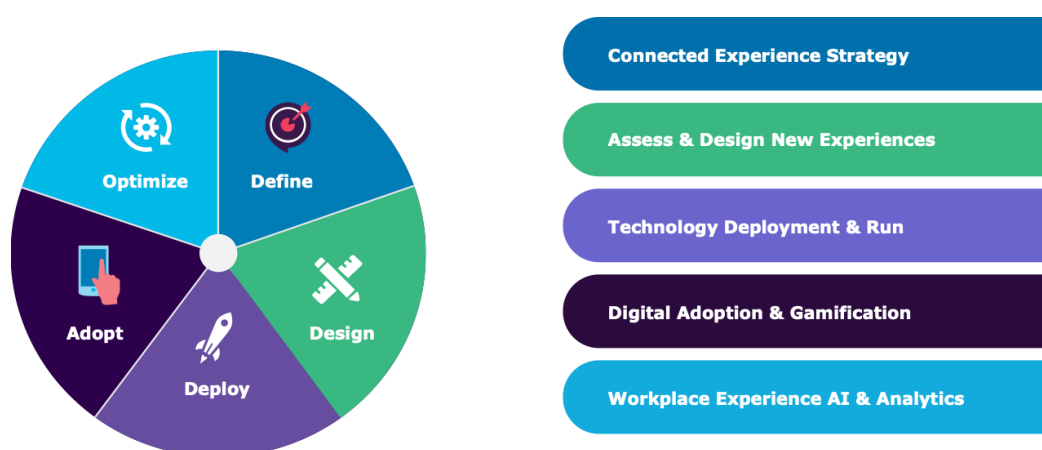 Optimize
Define
Adopt
Design
Deploy
Connected Experience Strategy
Assess & Design New Experiences
Technology Deployment & Run
Digital Adoption & Gamification
Workplace Experience AI & Analytics